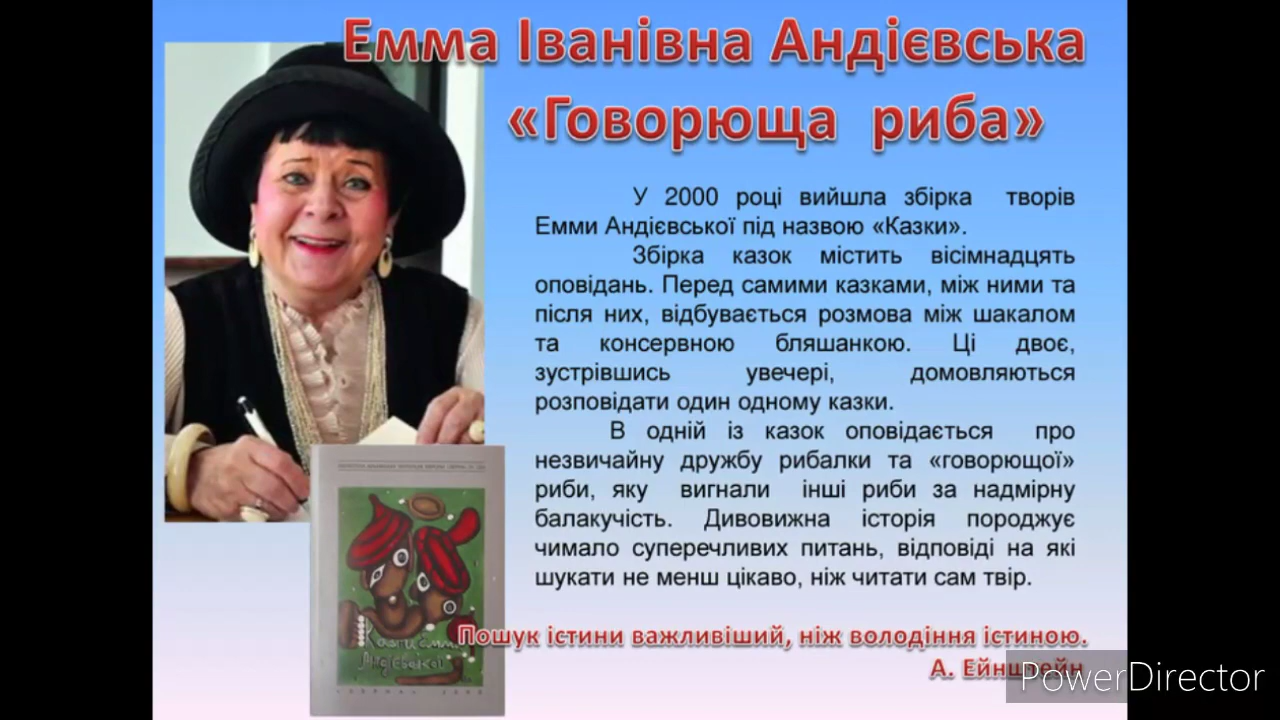 Емма Іванівна Андієвська
«Говорюща риба»
У 2000 році вийшла збірка творів
Емми Андієвської під назвою «Казки».
Збірка казок містить вісімнадцять
оповідань. Перед самими казками, між ними та
після них, відбувається розмова між шакалом
та консервною бляшанкою. Ці двоє,
зустрівшись увечері, домовляються
розповідати один одному казки.
В одній із казок оповідається про
незвичайну дружбу рибалки та «говорющої»
риби, яку вигнали інші риби за надмірну
балакучість. Дивовижна історія породжує
чимало суперечливих питань, відповіді на які
шукати не менш цікаво, ніж читати сам твір.
Казки Емми
Андієвської
Пошук істини важливіший, ніж володіння істиною.
А. Ейнштейн
PowerDirector